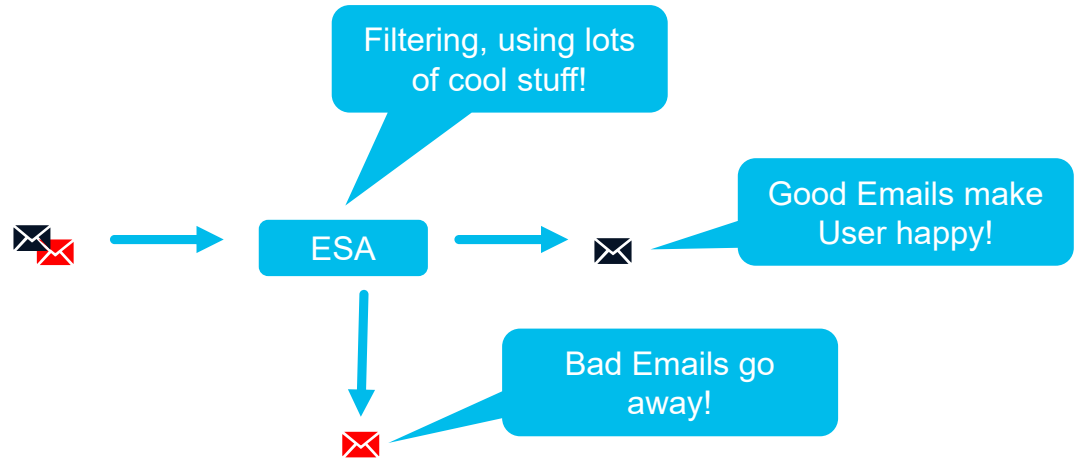 Filtering, using lots
of cool stuff!
Good Emails make
User happy!
ESA
Bad Emails go
away!